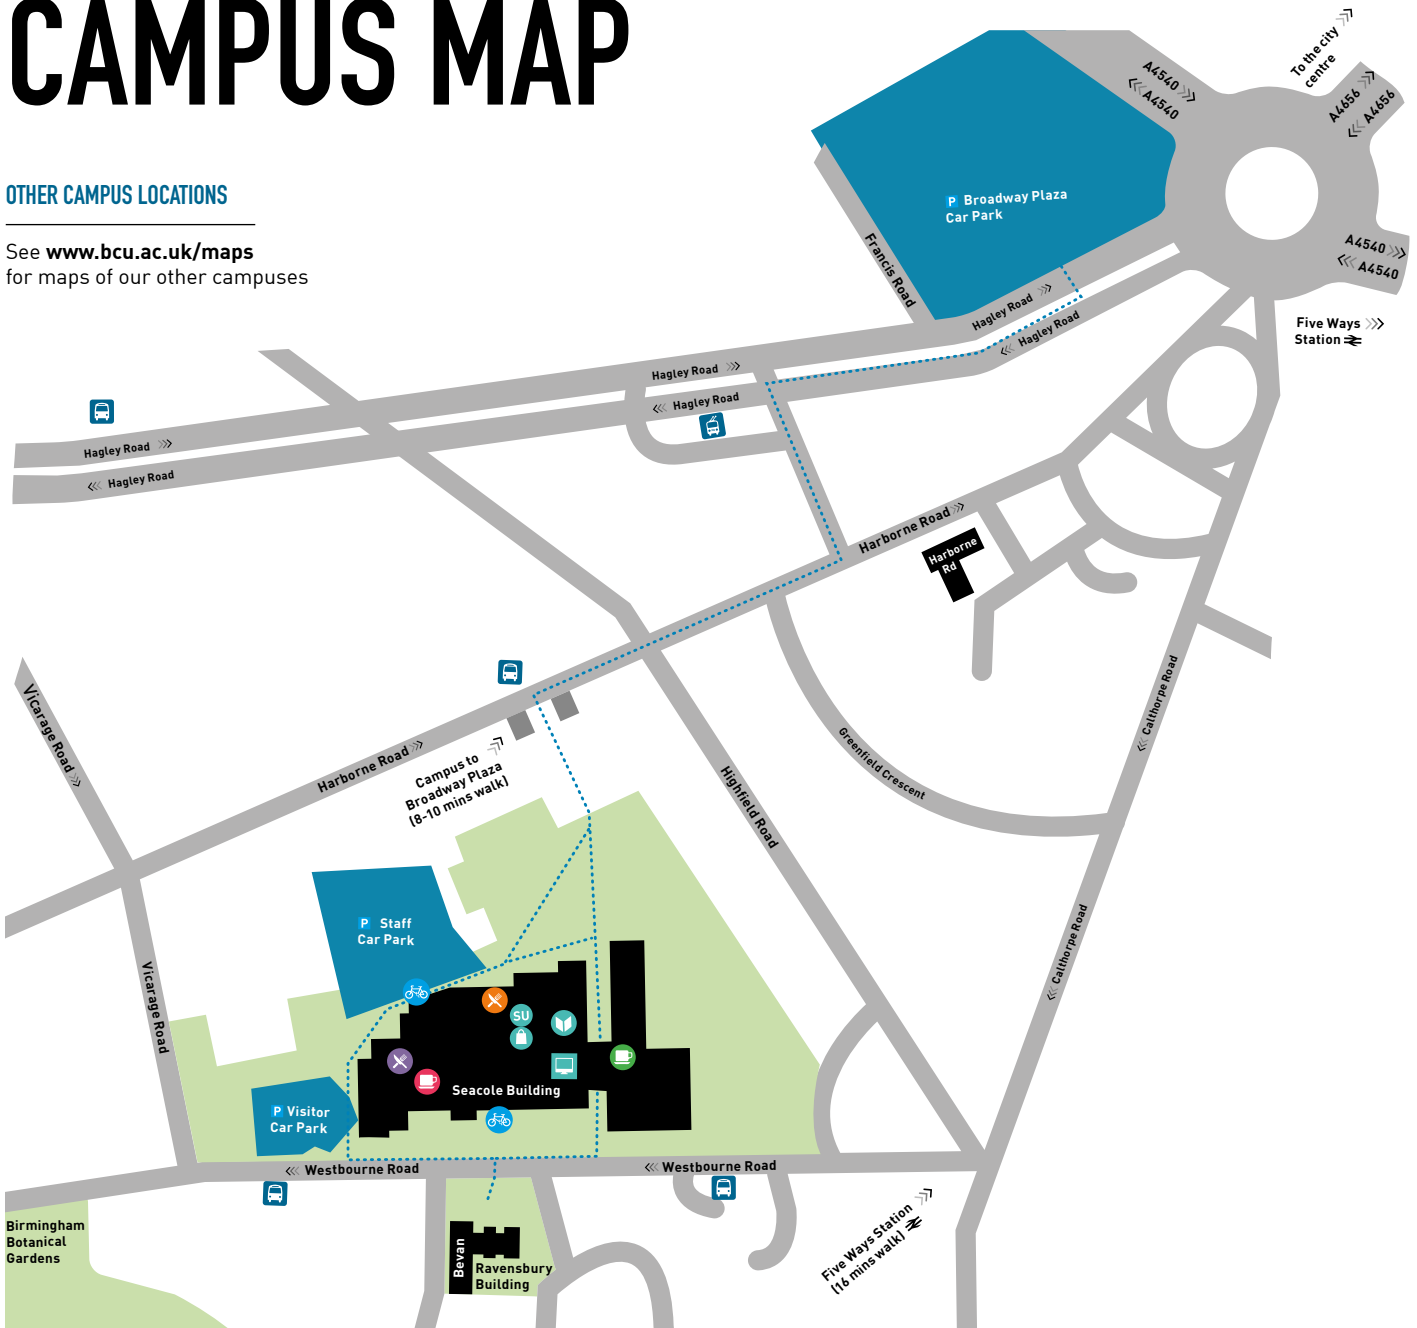 CAMPUS MAP
OTHER CAMPUS LOCATIONS
See www.bcu.ac.uk/maps
for maps of our other campuses
To the city
centre
A4540
A4540
A4656
A4656
A4540
A4540
Five Ways
Station
P Broadway Plaza
Car Park
Francis Road
Hagley Road
Hagley Road
Hagley Road
Hagley Road
Hagley Road
Hagley Road
Harborne Road
Harborne
Rd
Calthorpe Road
Greenfield Crescent
Highfield Road
Vicarage Road
Harborne Road
Campus to
Broadway Plaza
(8-10 mins walk)
P Staff
Car Park
Calthorpe Road
Vicarage Road
SU
Seacole Building
P Visitor
Car Park
Westbourne Road
Westbourne Road
Birmingham
Botanical
Gardens
Bevan
Ravensbury
Building
Five Ways Station
(16 mins walk)